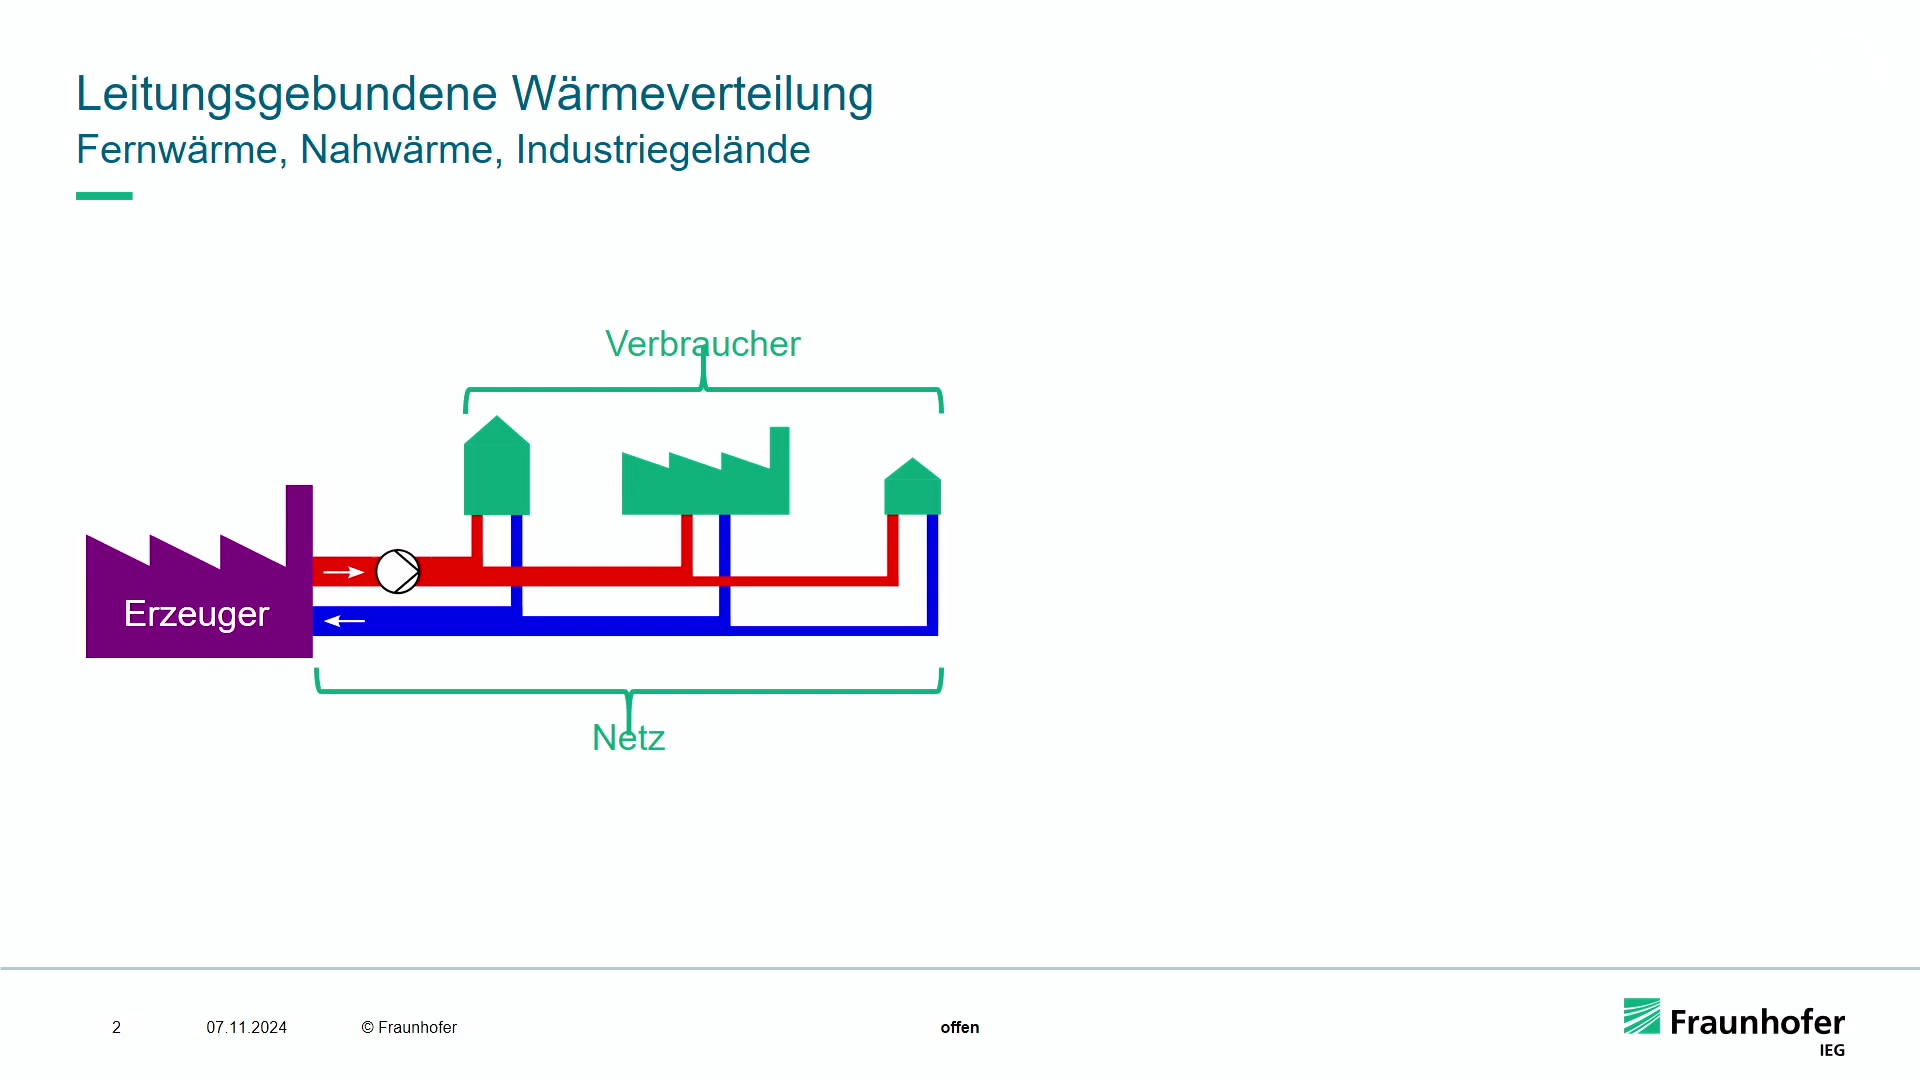 Leitungsgebundene Wärmeverteilung
Fernwärme, Nahwärme, Industriegelände
Verbraucher
Erzeuger
Netz
2 07.11.2024 © Fraunhofer offen
Fraunhofer
IEG